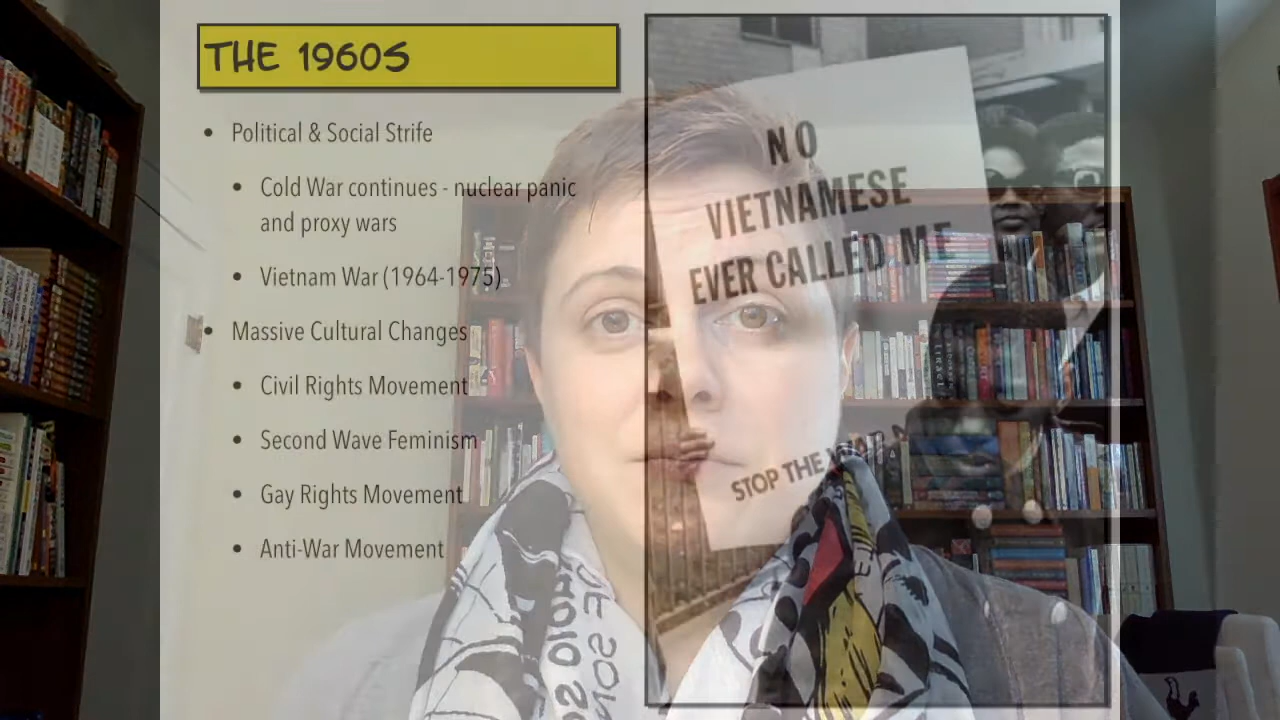 THE 1960S
• Political & Social Strife
• Cold War continues - nuclear panic
and proxy wars
• Vietnam War (1964-1975)
• Massive Cultural Changes
• Civil Rights Movement
• Second Wave Feminism
• Gay Rights Movement
• Anti-War Movement
NO
VIETNAMESE
EVER CALLED ME
STOP THE WAR